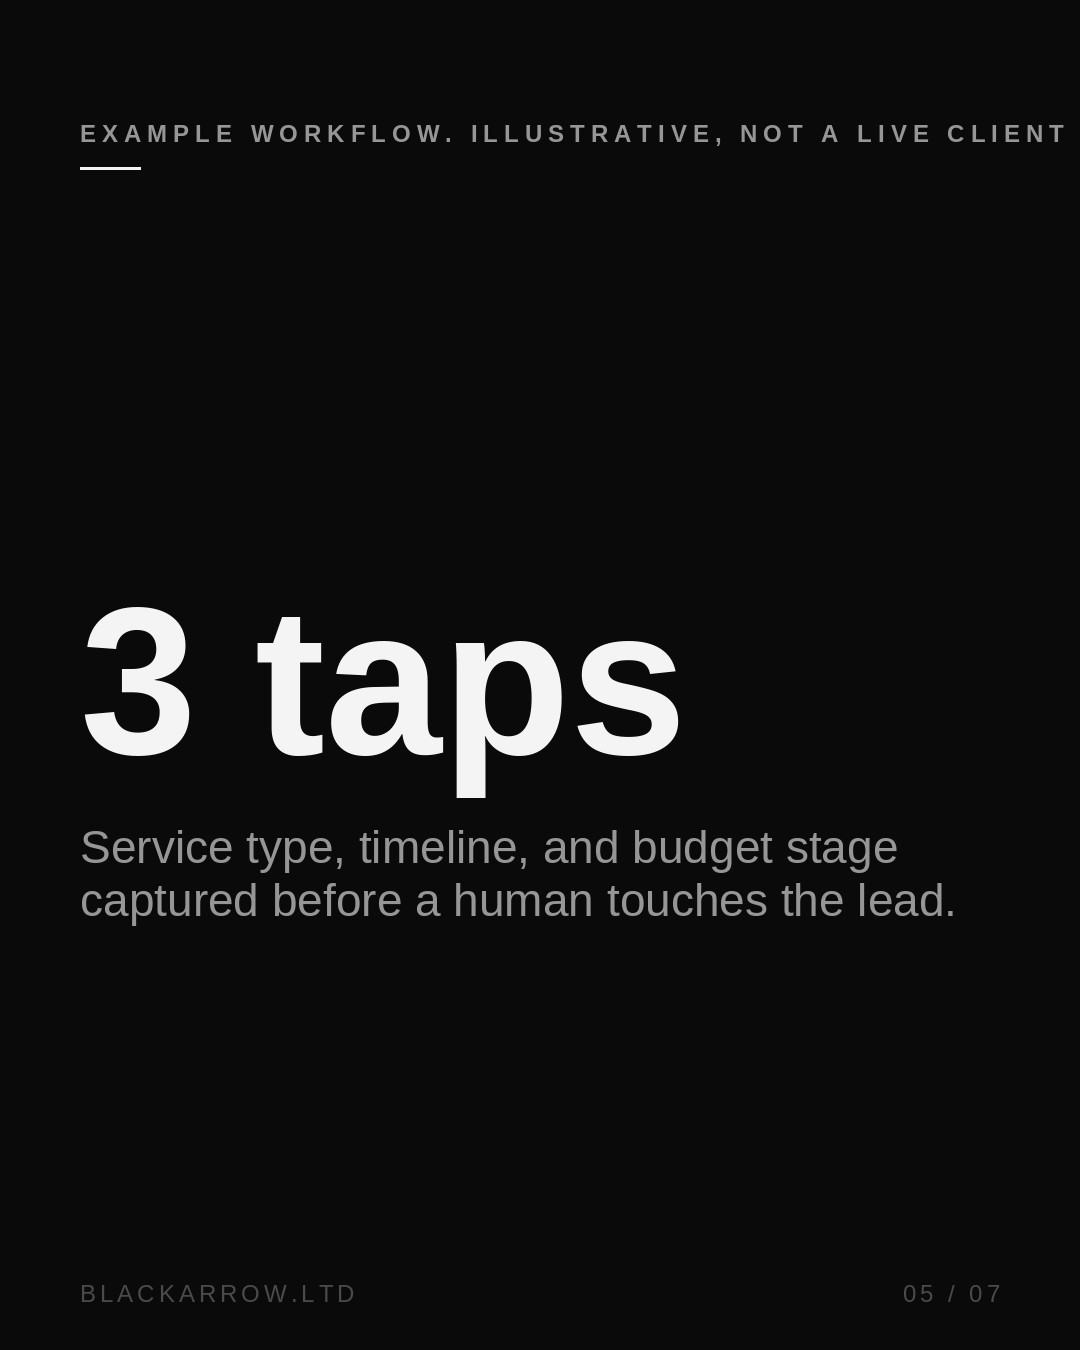 EXAMPLE WORKFLOW. ILLUSTRATIVE, NOT A LIVE CLIENT
3 taps
Service type, timeline, and budget stage
captured before a human touches the lead.
BLACKARROW.LTD
05 / 07